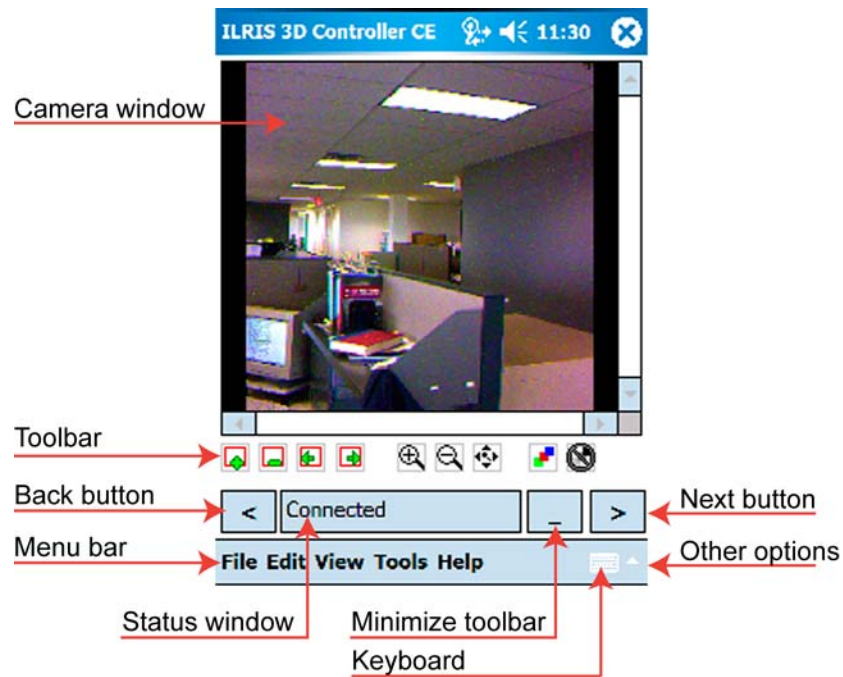 ILRIS 3D Controller CE 11:30
Camera window
Toolbar
Back button
< Connected _ >
Next button
Menu bar
File Edit View Tools Help
Other options
Status window
Minimize toolbar
Keyboard